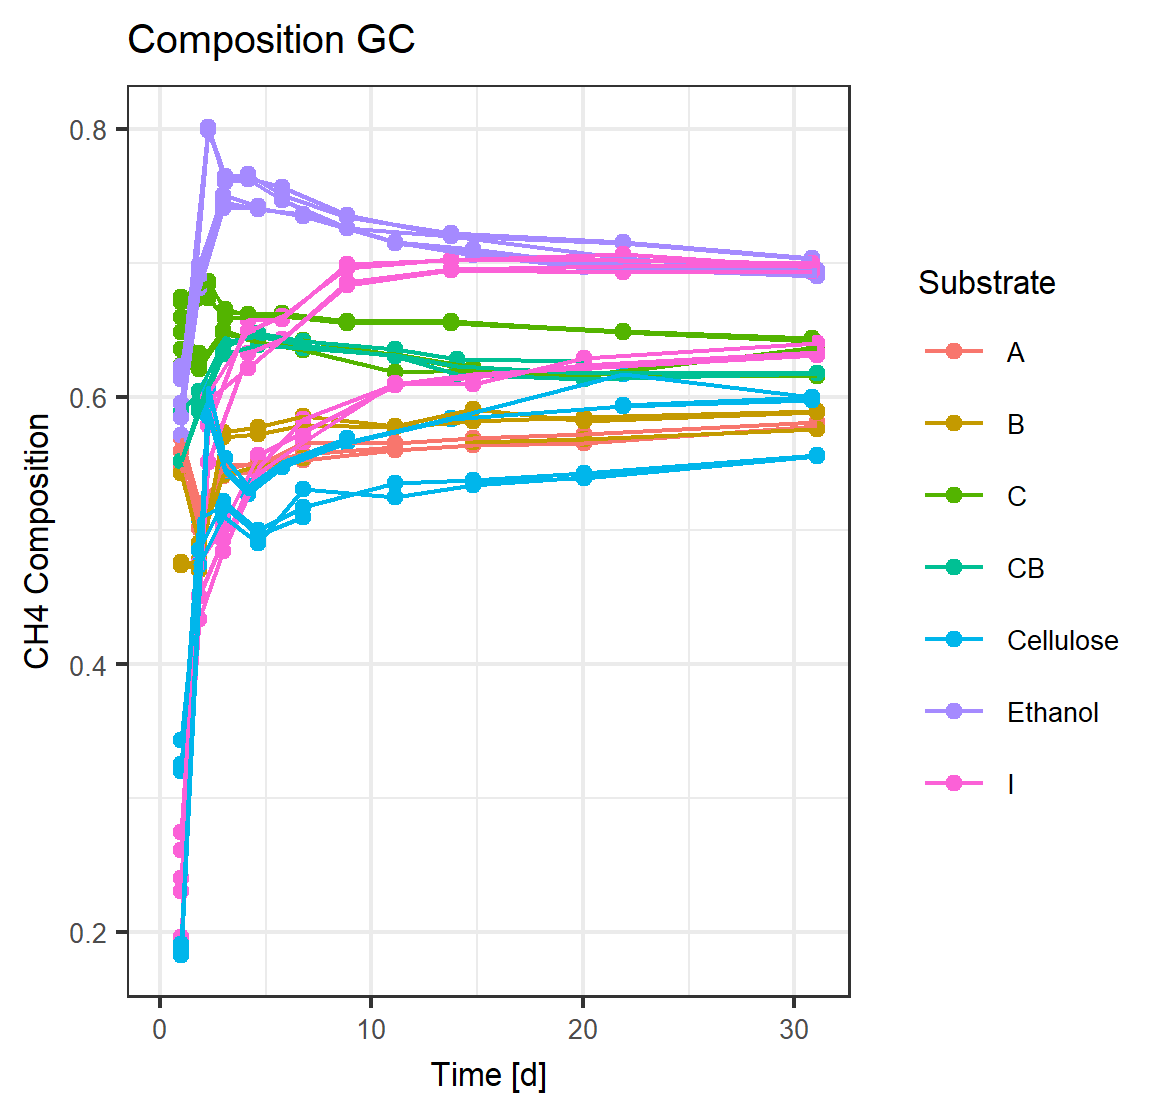 Composition GC
0.8
0.6
0.4
0.2
CH4 Composition
0
10
20
30
Time [d]
Substrate
A
B
C
CB
Cellulose
Ethanol
I